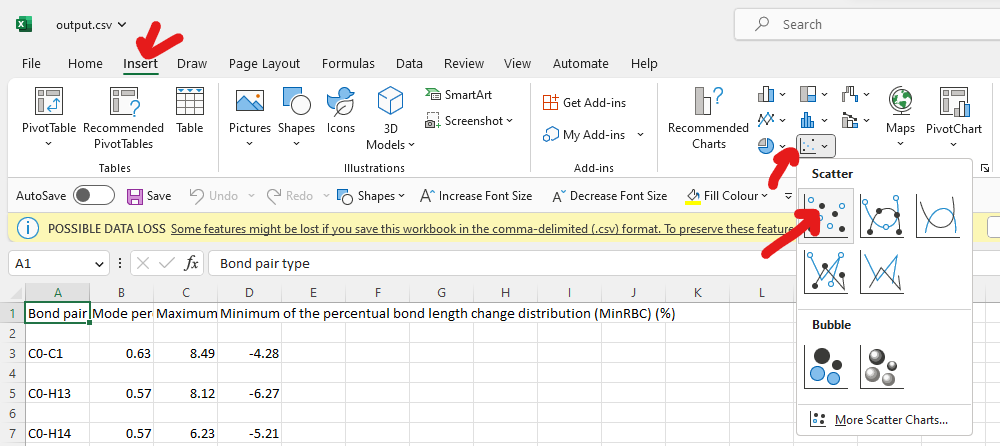 output.csv
Search
File Home Insert Draw Page Layout Formulas Data Review View Automate Help
PivotTable
Recommended PivotTables
Table
Tables
Pictures
Shapes
Icons
3D Models
SmartArt
Screenshot
Illustrations
Get Add-ins
My Add-ins
Add-ins
Recommended Charts
Maps
PivotChart
AutoSave Off Save Undo Redo Shapes Increase Font Size Decrease Font Size Fill Colour
POSSIBLE DATA LOSS Some features might be lost if you save this workbook in the comma-delimited (.csv) format. To preserve these feature
A1 fx Bond pair type
A B C D E F G H I J K L
1 Bond pair Mode per Maximum Minimum of the percentual bond length change distribution (MinRBC) (%)
2
3 C0-C1 0.63 8.49 -4.28
4
5 C0-H13 0.57 8.12 -6.27
6
7 C0-H14 0.57 6.23 -5.21
Scatter
Bubble
More Scatter Charts...